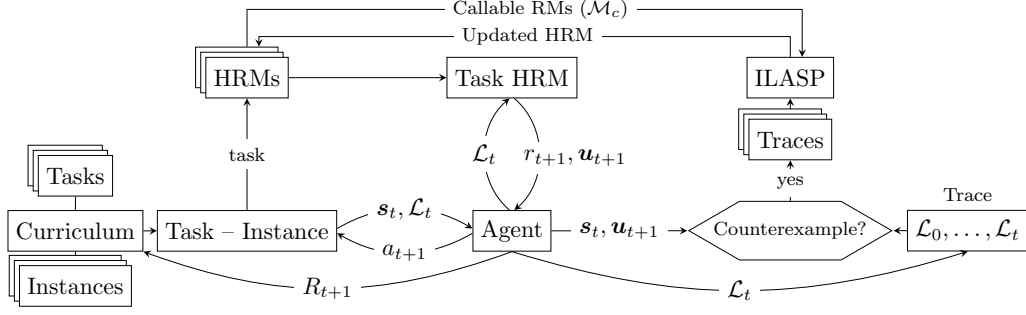 Callable RMs (𝓜_c)
Updated HRM
HRMs
Task HRM
ILASP
Traces
task
𝓛_t
r_{t+1}, 𝒖_{t+1}
Tasks
yes
Trace
Curriculum
Task – Instance
𝒔_t, 𝓛_t
a_{t+1}
Agent
𝒔_t, 𝒖_{t+1}
Counterexample?
𝓛_0, . . . , 𝓛_t
Instances
R_{t+1}
𝓛_t